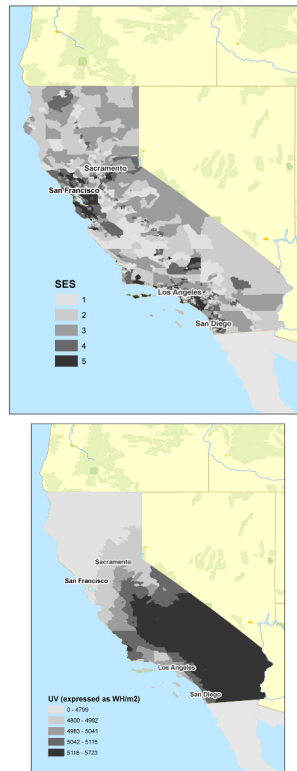 Sacramento
San Francisco
SES
1
2
3
4
5
Los Angeles
San Diego
Sacramento
San Francisco
Los Angeles
San Diego
UV (expressed as WH/m2)
0 - 4799
4800 - 4982
4983 - 5041
5042 - 5115
5116 - 5723